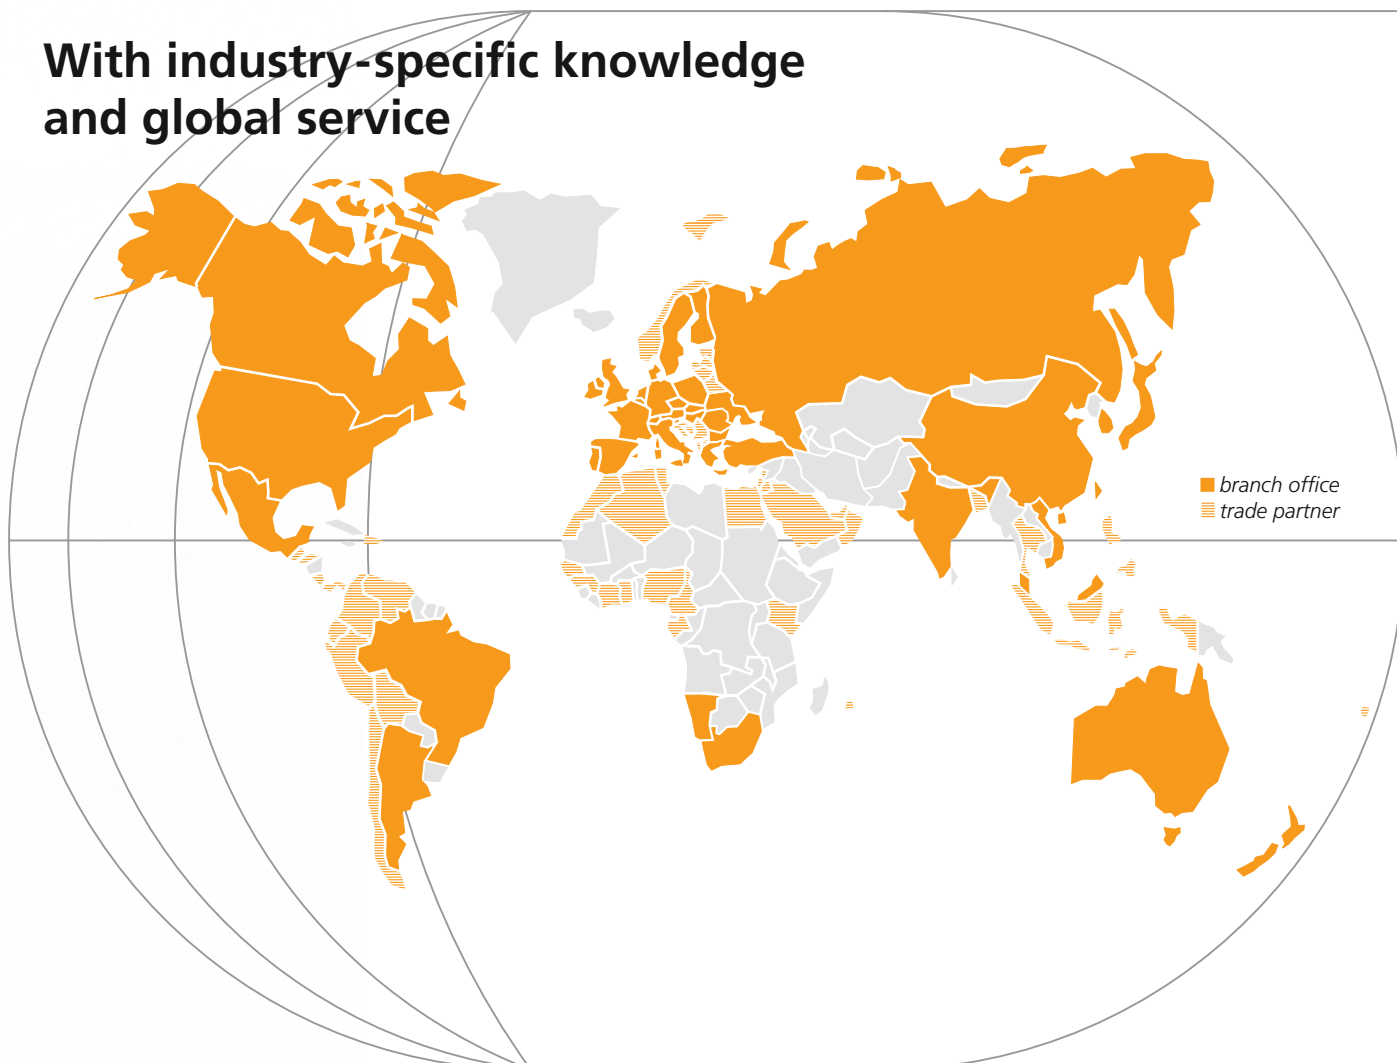 With industry-specific knowledge
and global service
branch office
trade partner